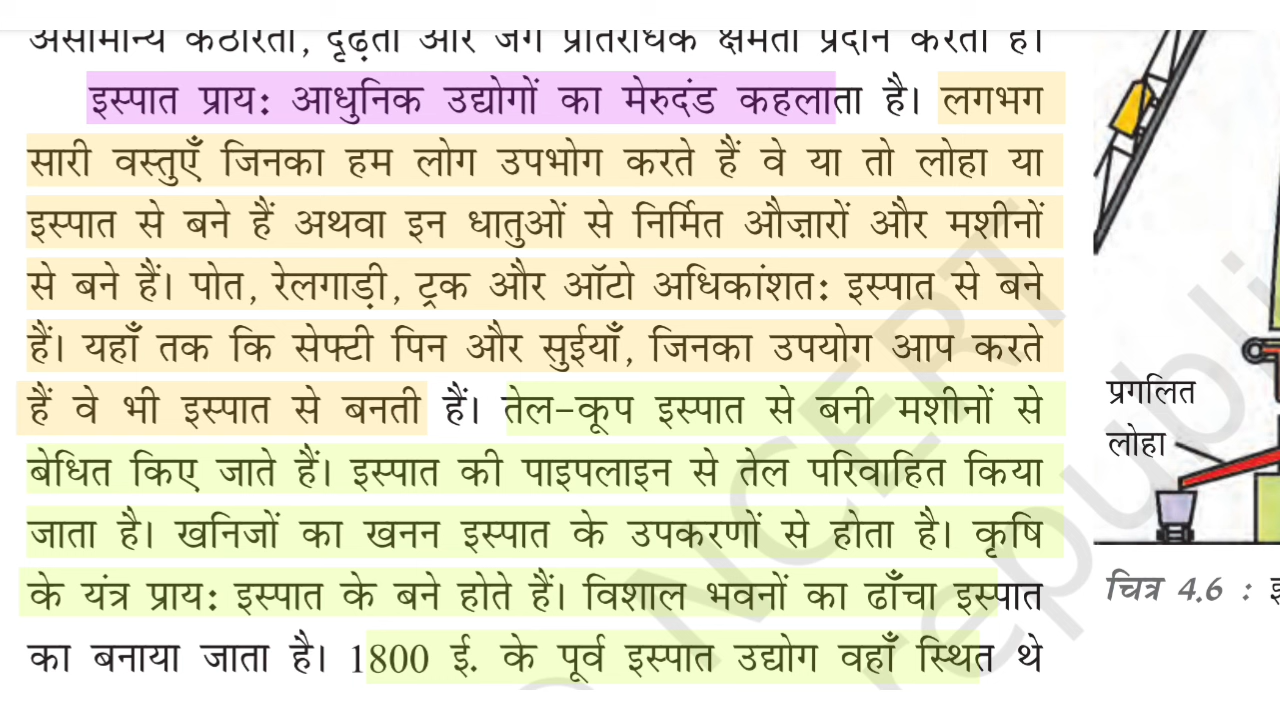 असामान्य कठोरता, दृढ़ता और जंग प्रतिरोधक क्षमता प्रदान करता है।
इस्पात प्राय: आधुनिक उद्योगों का मेरुदंड कहलाता है। लगभग
सारी वस्तुएँ जिनका हम लोग उपभोग करते हैं वे या तो लोहा या
इस्पात से बने हैं अथवा इन धातुओं से निर्मित औज़ारों और मशीनों
से बने हैं। पोत, रेलगाड़ी, ट्रक और ऑटो अधिकांशत: इस्पात से बने
हैं। यहाँ तक कि सेफ्टी पिन और सुईयाँ, जिनका उपयोग आप करते
हैं वे भी इस्पात से बनती हैं। तेल-कूप इस्पात से बनी मशीनों से
बेधित किए जाते हैं। इस्पात की पाइपलाइन से तेल परिवाहित किया
जाता है। खनिजों का खनन इस्पात के उपकरणों से होता है। कृषि
के यंत्र प्राय: इस्पात के बने होते हैं। विशाल भवनों का ढाँचा इस्पात
का बनाया जाता है। 1800 ई. के पूर्व इस्पात उद्योग वहाँ स्थित थे
प्रगलित
लोहा
चित्र 4.6 :
NCERT
republi